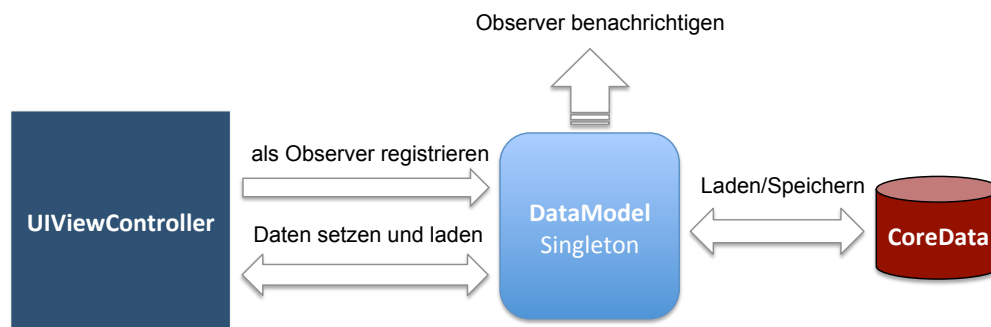 Observer benachrichtigen
als Observer registrieren
UIViewController
Daten setzen und laden
DataModel
Singleton
Laden/Speichern
CoreData